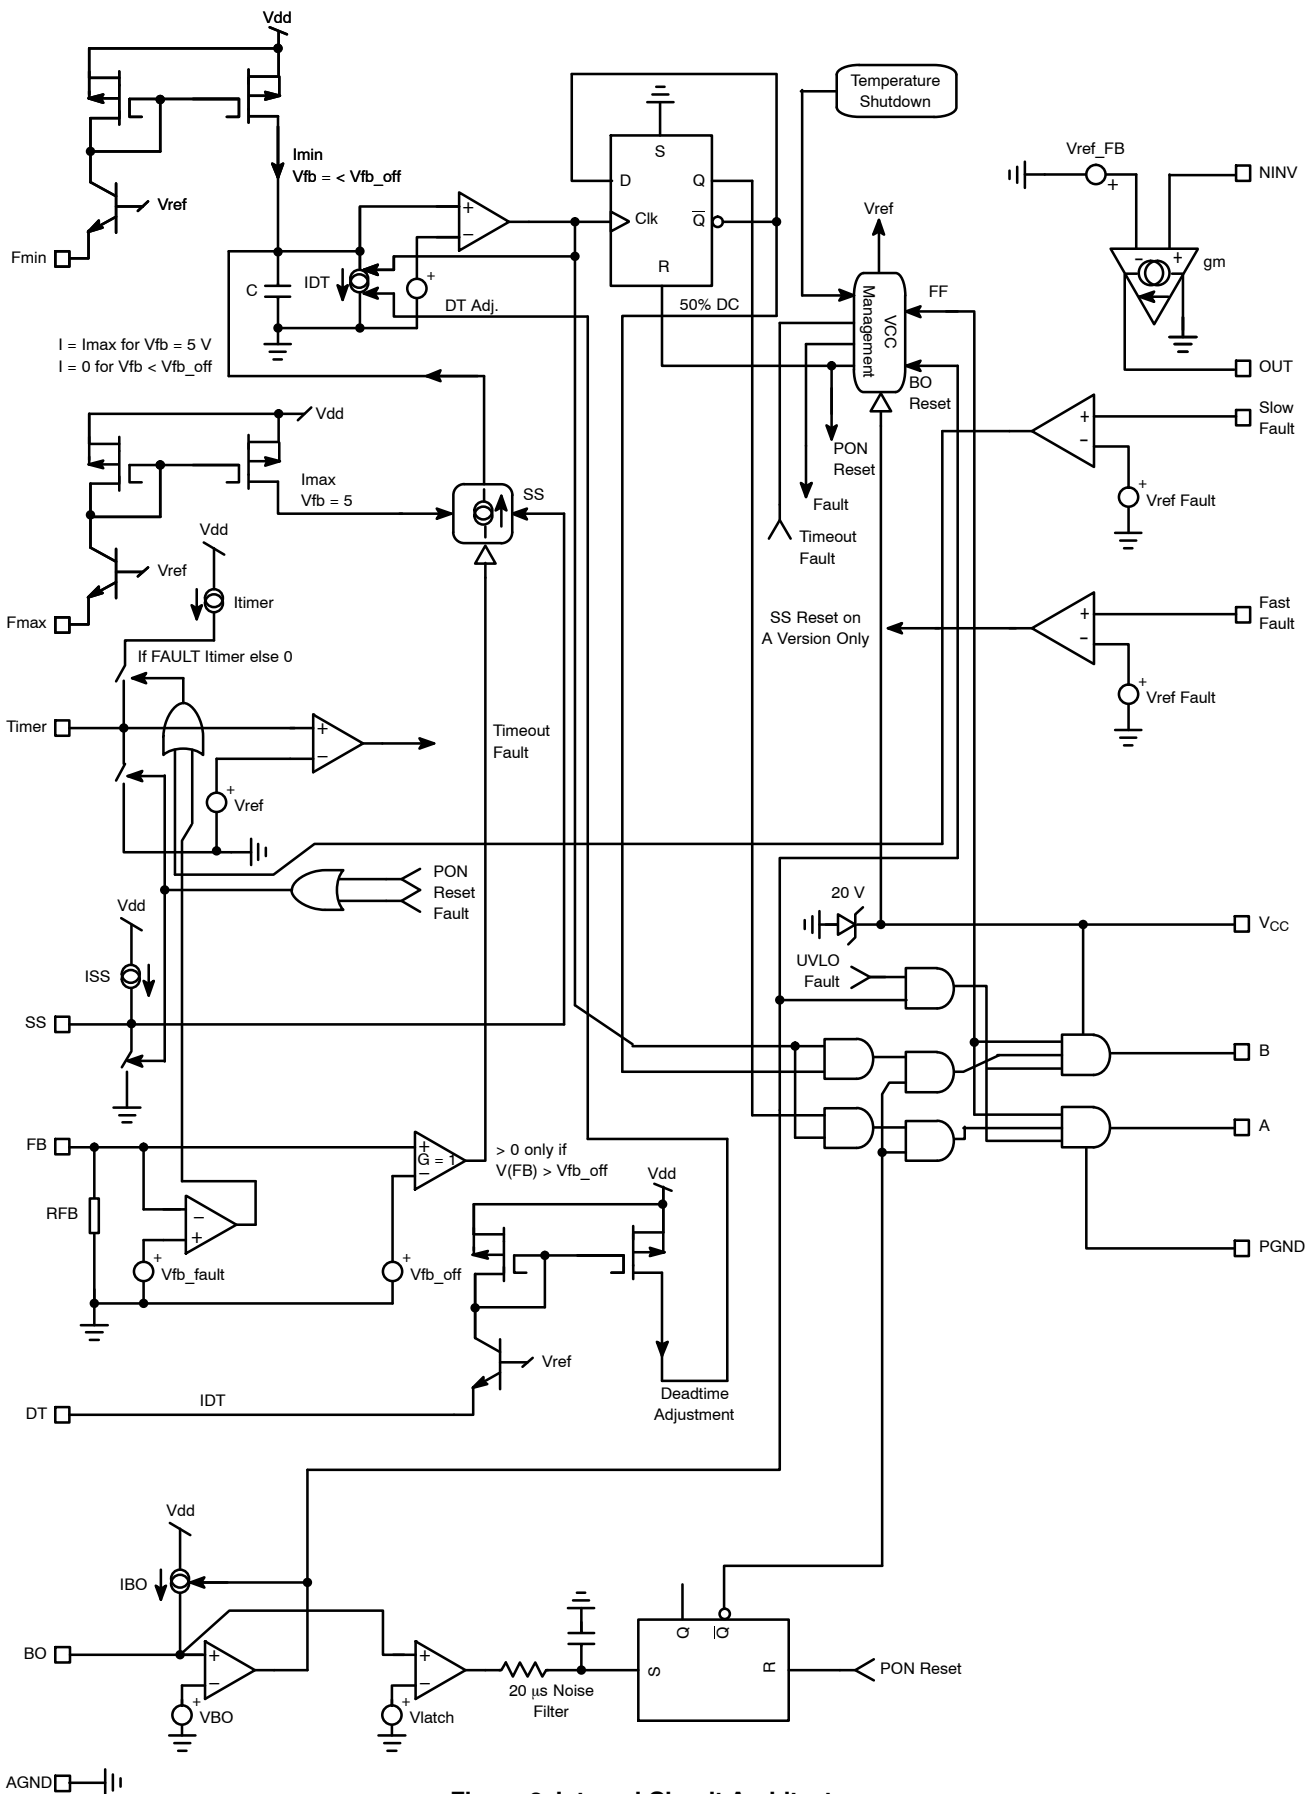 Vdd
Imin
Vfb = < Vfb_off
Vref
Fmin
C
IDT
+
−
+
DT Adj.
I = Imax for Vfb = 5 V
I = 0 for Vfb < Vfb_off
S
D
Q
Clk
Q
R
50% DC
Temperature
Shutdown
Vref
VCC
Management
FF
BO
Reset
PON
Reset
Fault
Timeout
Fault
Vref_FB
+
NINV
-
+
gm
OUT
Slow
Fault
+
-
+
Vref Fault
Vdd
Imax
Vfb = 5
SS
Vref
Fmax
Vdd
Itimer
If FAULT Itimer else 0
Fast
Fault
+
-
+
Vref Fault
SS Reset on
A Version Only
Timer
+
−
Timeout
Fault
+
Vref
PON
Reset
Fault
Vdd
ISS
SS
20 V
VCC
UVLO
Fault
B
A
PGND
FB
+
G = 1
−
> 0 only if
V(FB) > Vfb_off
RFB
−
+
+
Vfb_fault
+
Vfb_off
Vdd
Vref
Deadtime
Adjustment
DT
IDT
Vdd
IBO
BO
+
−
+
VBO
+
−
+
Vlatch
20 μs Noise
Filter
Q
Q
S
R
PON Reset
AGND